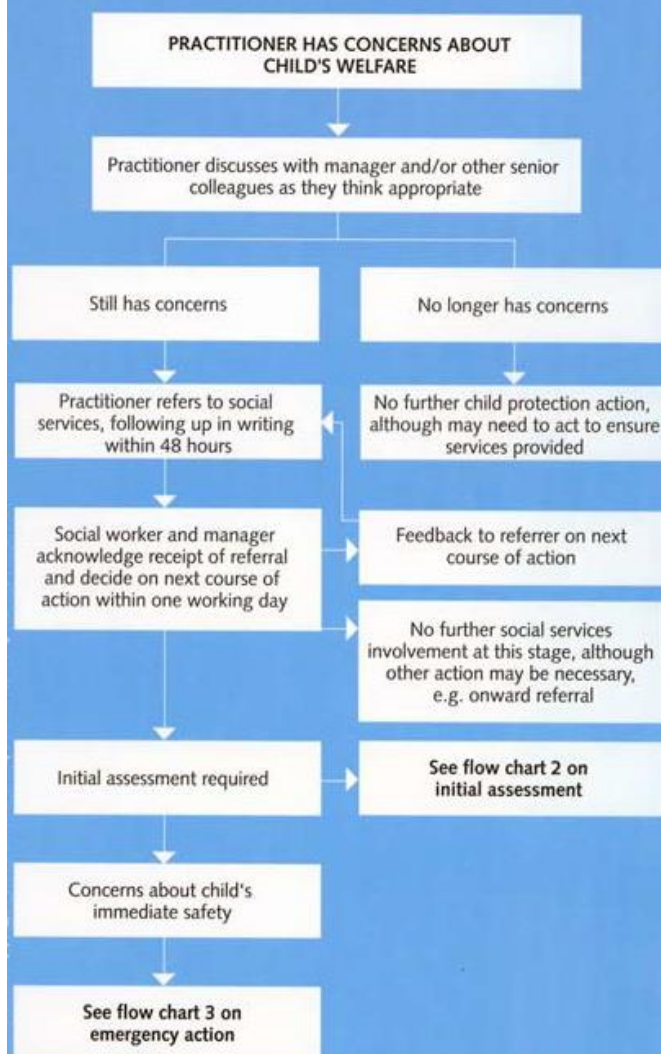 PRACTITIONER HAS CONCERNS ABOUT
CHILD'S WELFARE
Practitioner discusses with manager and/or other senior
colleagues as they think appropriate
Still has concerns
No longer has concerns
Practitioner refers to social
services, following up in writing
within 48 hours
No further child protection action,
although may need to act to ensure
services provided
Social worker and manager
acknowledge receipt of referral
and decide on next course of
action within one working day
Feedback to referrer on next
course of action
No further social services
involvement at this stage, although
other action may be necessary,
e.g. onward referral
Initial assessment required
See flow chart 2 on
initial assessment
Concerns about child's
immediate safety
See flow chart 3 on
emergency action